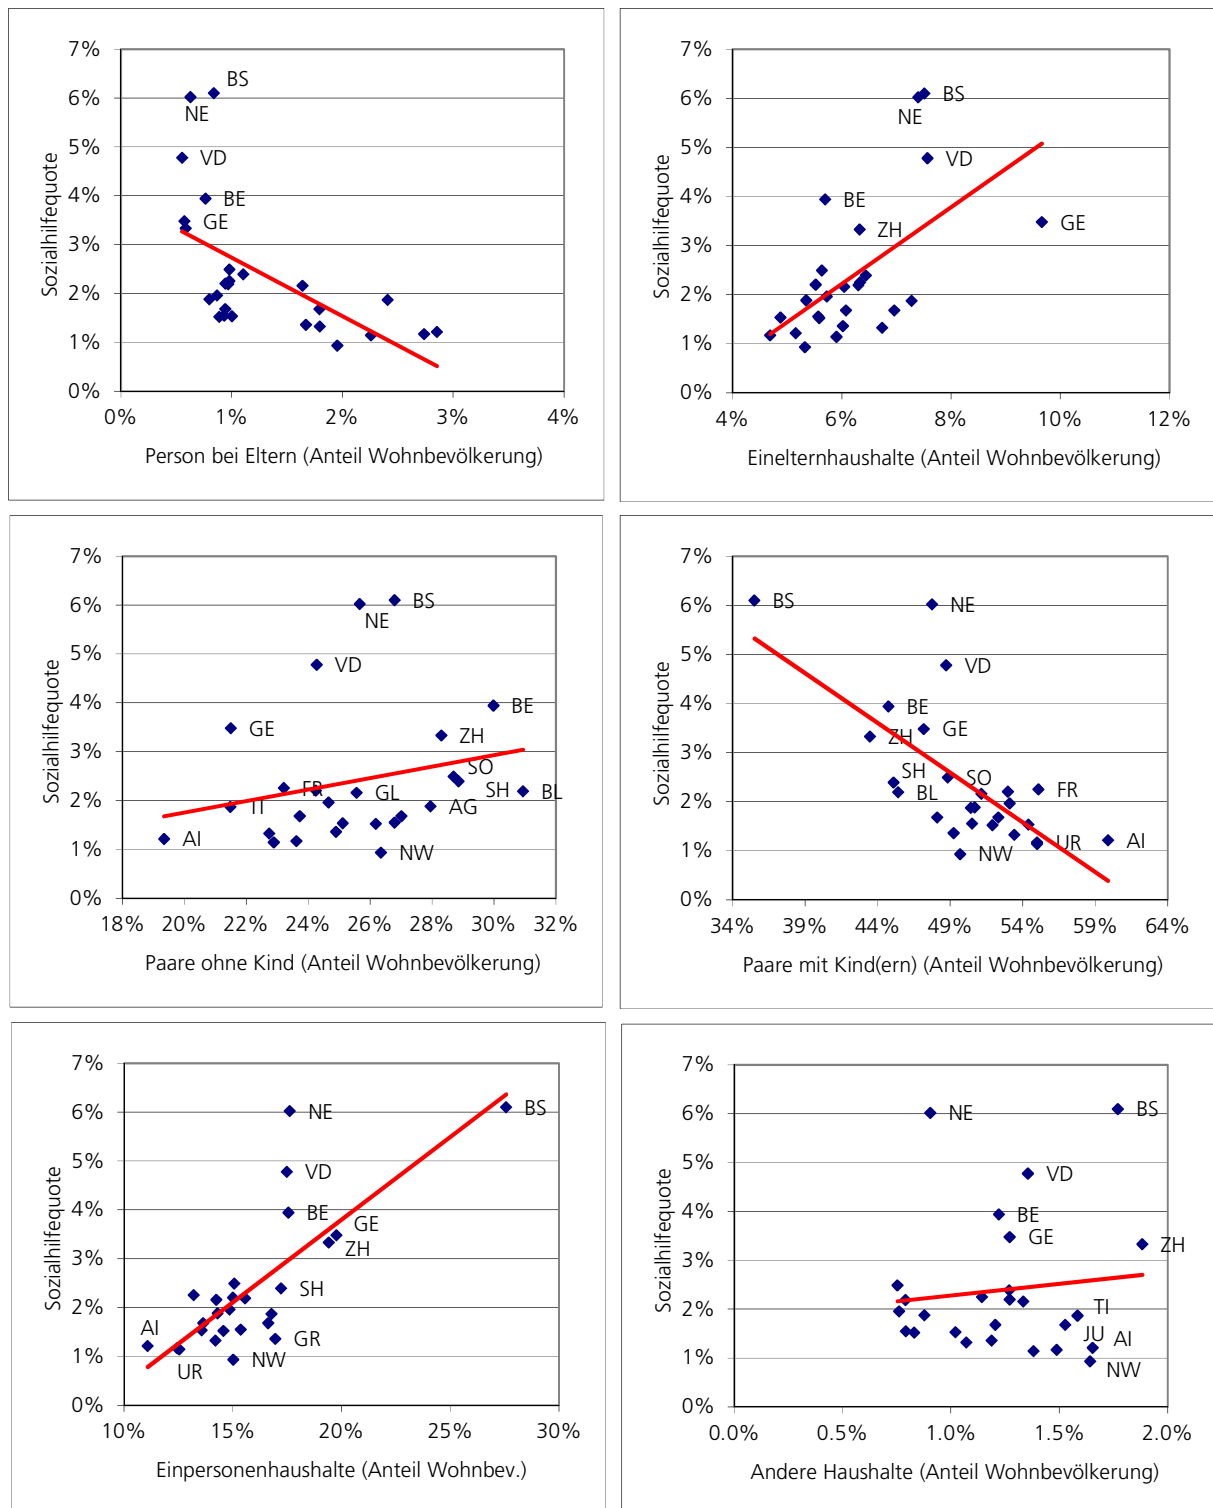 7%
6%
5%
4%
3%
2%
1%
0%
Sozialhilfequote
BS
NE
VD
BE
GE
0% 1% 2% 3% 4%
Person bei Eltern (Anteil Wohnbevölkerung)
7%
6%
5%
4%
3%
2%
1%
0%
Sozialhilfequote
BS
NE
VD
BE
ZH
GE
4% 6% 8% 10% 12%
Einelternhaushalte (Anteil Wohnbevölkerung)
7%
6%
5%
4%
3%
2%
1%
0%
Sozialhilfequote
BS
NE
VD
BE
GE
ZH
SO
FR
GL
SH
BL
TI
AG
AI
NW
18% 20% 22% 24% 26% 28% 30% 32%
Paare ohne Kind (Anteil Wohnbevölkerung)
7%
6%
5%
4%
3%
2%
1%
0%
Sozialhilfequote
BS
NE
VD
BE
GE
ZH
SH
SO
BL
FR
UR
AI
NW
34% 39% 44% 49% 54% 59% 64%
Paare mit Kind(ern) (Anteil Wohnbevölkerung)
7%
6%
5%
4%
3%
2%
1%
0%
Sozialhilfequote
NE
BS
VD
BE
GE
ZH
SH
AI
GR
UR
NW
10% 15% 20% 25% 30%
Einpersonenhaushalte (Anteil Wohnbev.)
7%
6%
5%
4%
3%
2%
1%
0%
Sozialhilfequote
NE
BS
VD
BE
GE
ZH
TI
JU
AI
NW
0.0% 0.5% 1.0% 1.5% 2.0%
Andere Haushalte (Anteil Wohnbevölkerung)